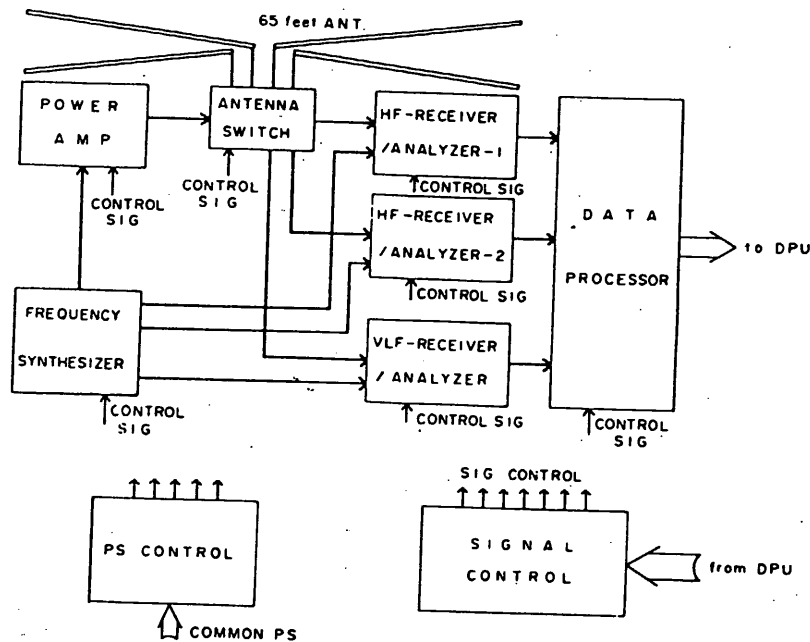 65 feet ANT.
POWER
AMP
ANTENNA
SWITCH
HF-RECEIVER
/ANALYZER-1
CONTROL
SIG
CONTROL
SIG
CONTROL SIG
HF-RECEIVER
/ANALYZER-2
DATA
PROCESSOR
to DPU
CONTROL SIG
FREQUENCY
SYNTHESIZER
VLF-RECEIVER
/ANALYZER
CONTROL
SIG
CONTROL SIG
CONTROL
SIG
PS CONTROL
COMMON PS
SIG CONTROL
SIGNAL
CONTROL
from DPU